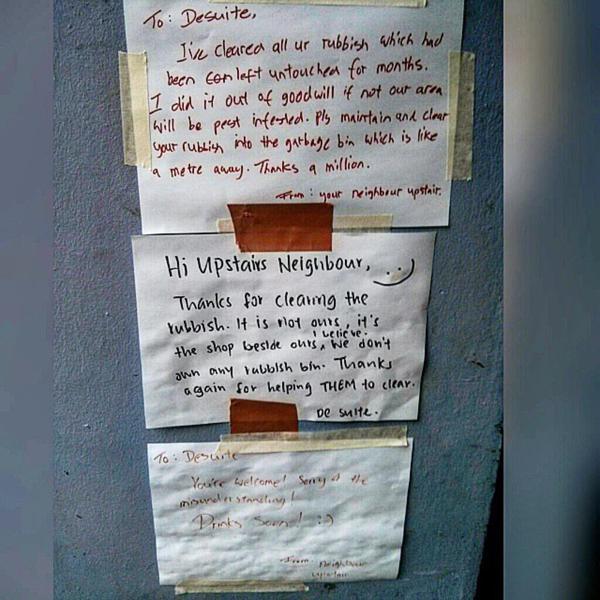 To: Desuite,
I've cleared all ur rubbish which had
been left untouched for months.
I did it out of goodwill if not our area
will be pest infested. Pls maintain and clear
your rubbish into the garbage bin which is like
a metre away. Thanks a million.
From: your neighbour upstair.
Hi Upstairs Neighbour,
Thanks for clearing the
rubbish. It is not ours, it's
I believe.
the shop beside ours, We don't
own any rubbish bin. Thanks
again for helping THEM to clear.
De Suite.
To: Desuite
You're welcome! Sorry at the
misunderstanding!
Drinks Soon! :)
From: Neighbour
upstair